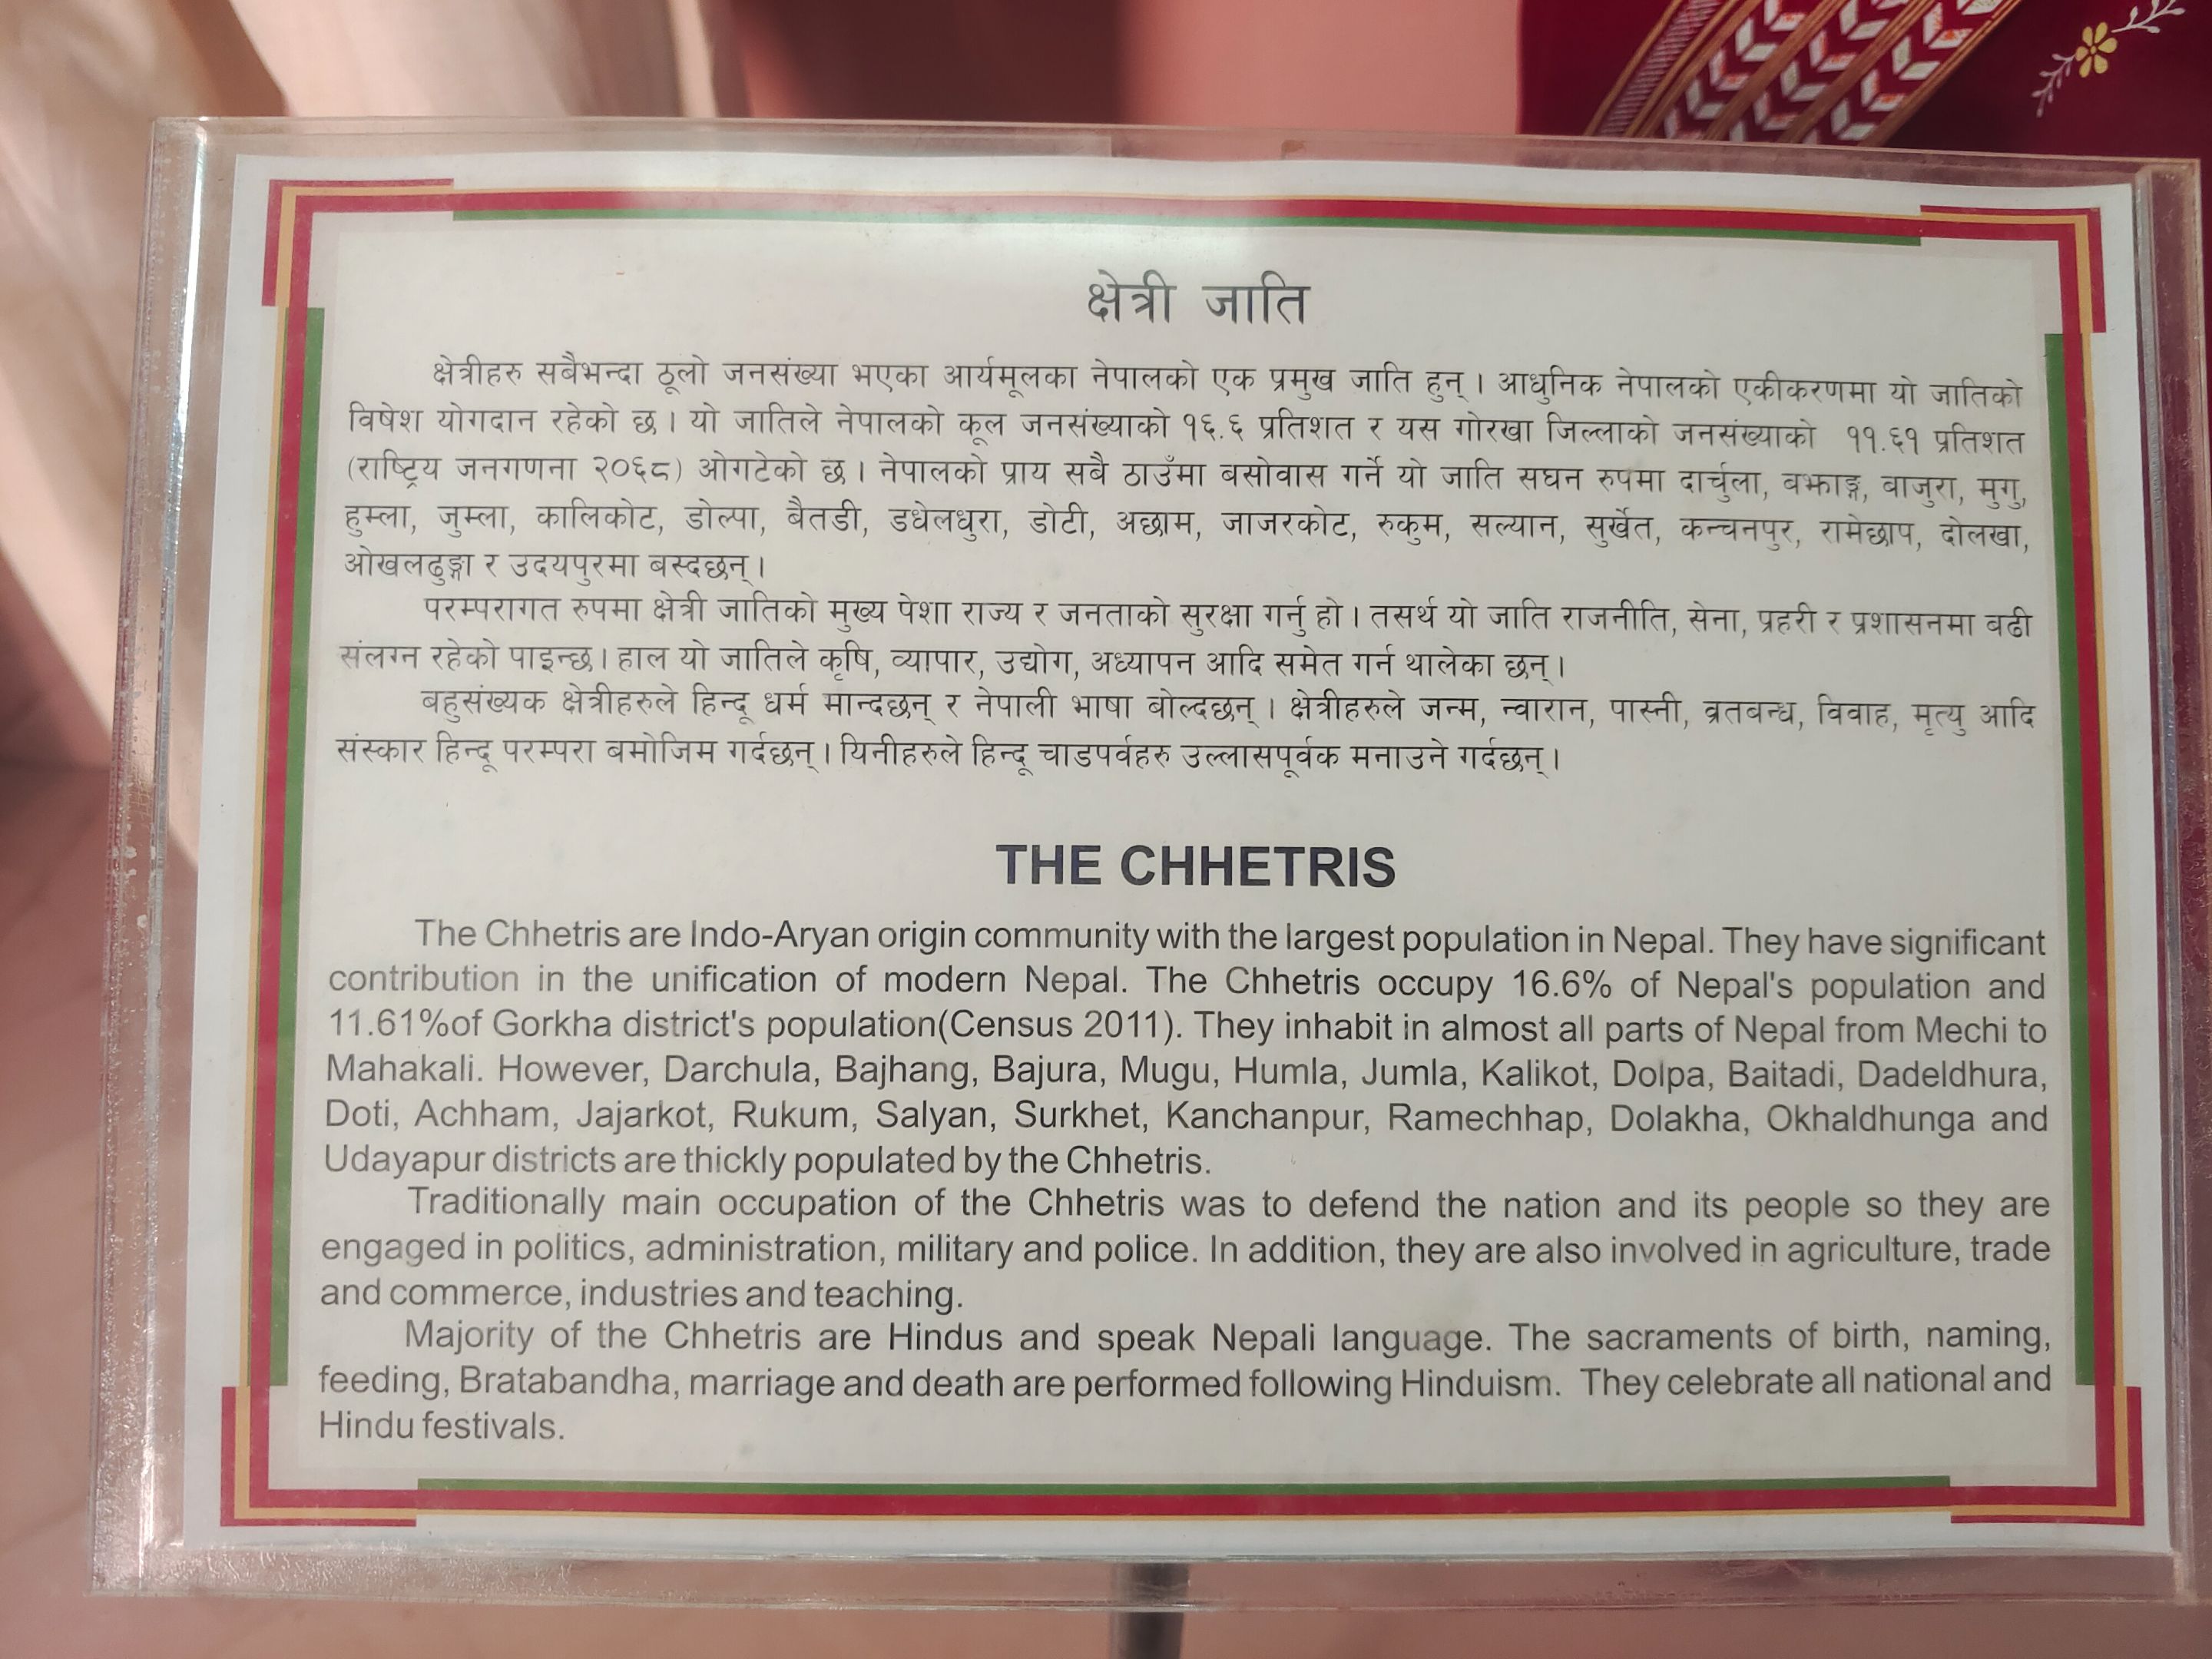 क्षेत्री जाति
क्षेत्रीहरु सबैभन्दा ठूलो जनसंख्या भएका आर्यमूलका नेपालको एक प्रमुख जाति हुन् । आधुनिक नेपालको एकीकरणमा यो जातिको
विषेश योगदान रहेको छ । यो जातिले नेपालको कूल जनसंख्याको १६.६ प्रतिशत र यस गोरखा जिल्लाको जनसंख्याको ११.६१ प्रतिशत
(राष्ट्रिय जनगणना २०६८) ओगटेको छ । नेपालको प्राय सबै ठाउँमा बसोवास गर्ने यो जाति सघन रुपमा दार्चुला, वझाङ्ग, बाजुरा, मुगु,
हुम्ला, जुम्ला, कालिकोट, डोल्पा, बैतडी, डधेलधुरा, डोटी, अछाम, जाजरकोट, रुकुम, सल्यान, सुर्खेत, कन्चनपुर, रामेछाप, दोलखा,
ओखलढुङ्गा र उदयपुरमा बस्दछन् ।
परम्परागत रुपमा क्षेत्री जातिको मुख्य पेशा राज्य र जनताको सुरक्षा गर्नु हो । तसर्थ यो जाति राजनीति, सेना, प्रहरी र प्रशासनमा बढी
संलग्न रहेको पाइन्छ । हाल यो जातिले कृषि, व्यापार, उद्योग, अध्यापन आदि समेत गर्न थालेका छन् ।
बहुसंख्यक क्षेत्रीहरुले हिन्दू धर्म मान्दछन् र नेपाली भाषा बोल्दछन् । क्षेत्रीहरुले जन्म, न्वारान, पास्नी, व्रतबन्ध, विवाह, मृत्यु आदि
संस्कार हिन्दू परम्परा बमोजिम गर्दछन् । यिनीहरुले हिन्दू चाडपर्वहरु उल्लासपूर्वक मनाउने गर्दछन् ।
THE CHHETRIS
The Chhetris are Indo-Aryan origin community with the largest population in Nepal. They have significant
contribution in the unification of modern Nepal. The Chhetris occupy 16.6% of Nepal's population and
11.61%of Gorkha district's population(Census 2011). They inhabit in almost all parts of Nepal from Mechi to
Mahakali. However, Darchula, Bajhang, Bajura, Mugu, Humla, Jumla, Kalikot, Dolpa, Baitadi, Dadeldhura,
Doti, Achham, Jajarkot, Rukum, Salyan, Surkhet, Kanchanpur, Ramechhap, Dolakha, Okhaldhunga and
Udayapur districts are thickly populated by the Chhetris.
Traditionally main occupation of the Chhetris was to defend the nation and its people so they are
engaged in politics, administration, military and police. In addition, they are also involved in agriculture, trade
and commerce, industries and teaching.
Majority of the Chhetris are Hindus and speak Nepali language. The sacraments of birth, naming,
feeding, Bratabandha, marriage and death are performed following Hinduism. They celebrate all national and
Hindu festivals.